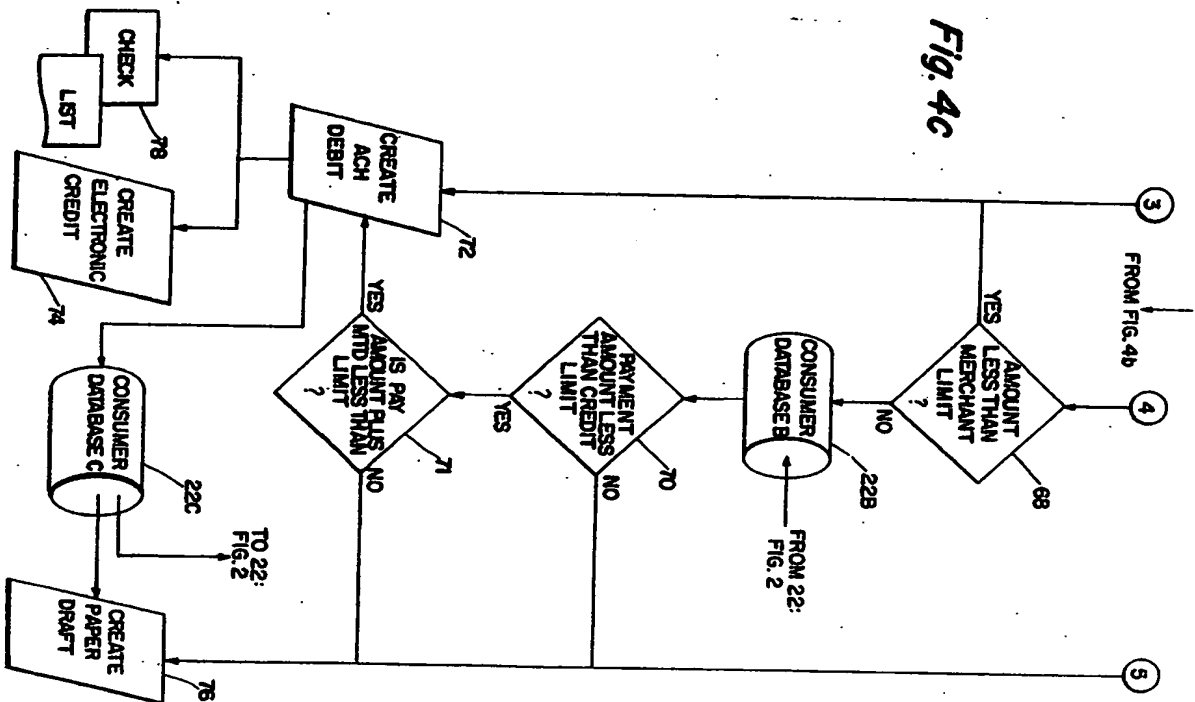 Fig. 4c
3
FROM FIG. 4b
4
5
AMOUNT
LESS THAN
MERCHANT
LIMIT
?
68
YES
NO
CONSUMER
DATABASE B
22B
FROM 22:
FIG. 2
PAYMENT
AMOUNT LESS
THAN CREDIT
LIMIT
?
70
NO
YES
IS PAY
AMOUNT PLUS
MTD LESS THAN
LIMIT
?
71
YES
NO
CREATE
ACH
DEBIT
72
CHECK
LIST
78
CREATE
ELECTRONIC
CREDIT
74
CONSUMER
DATABASE C
22C
TO 22:
FIG. 2
CREATE
PAPER
DRAFT
76